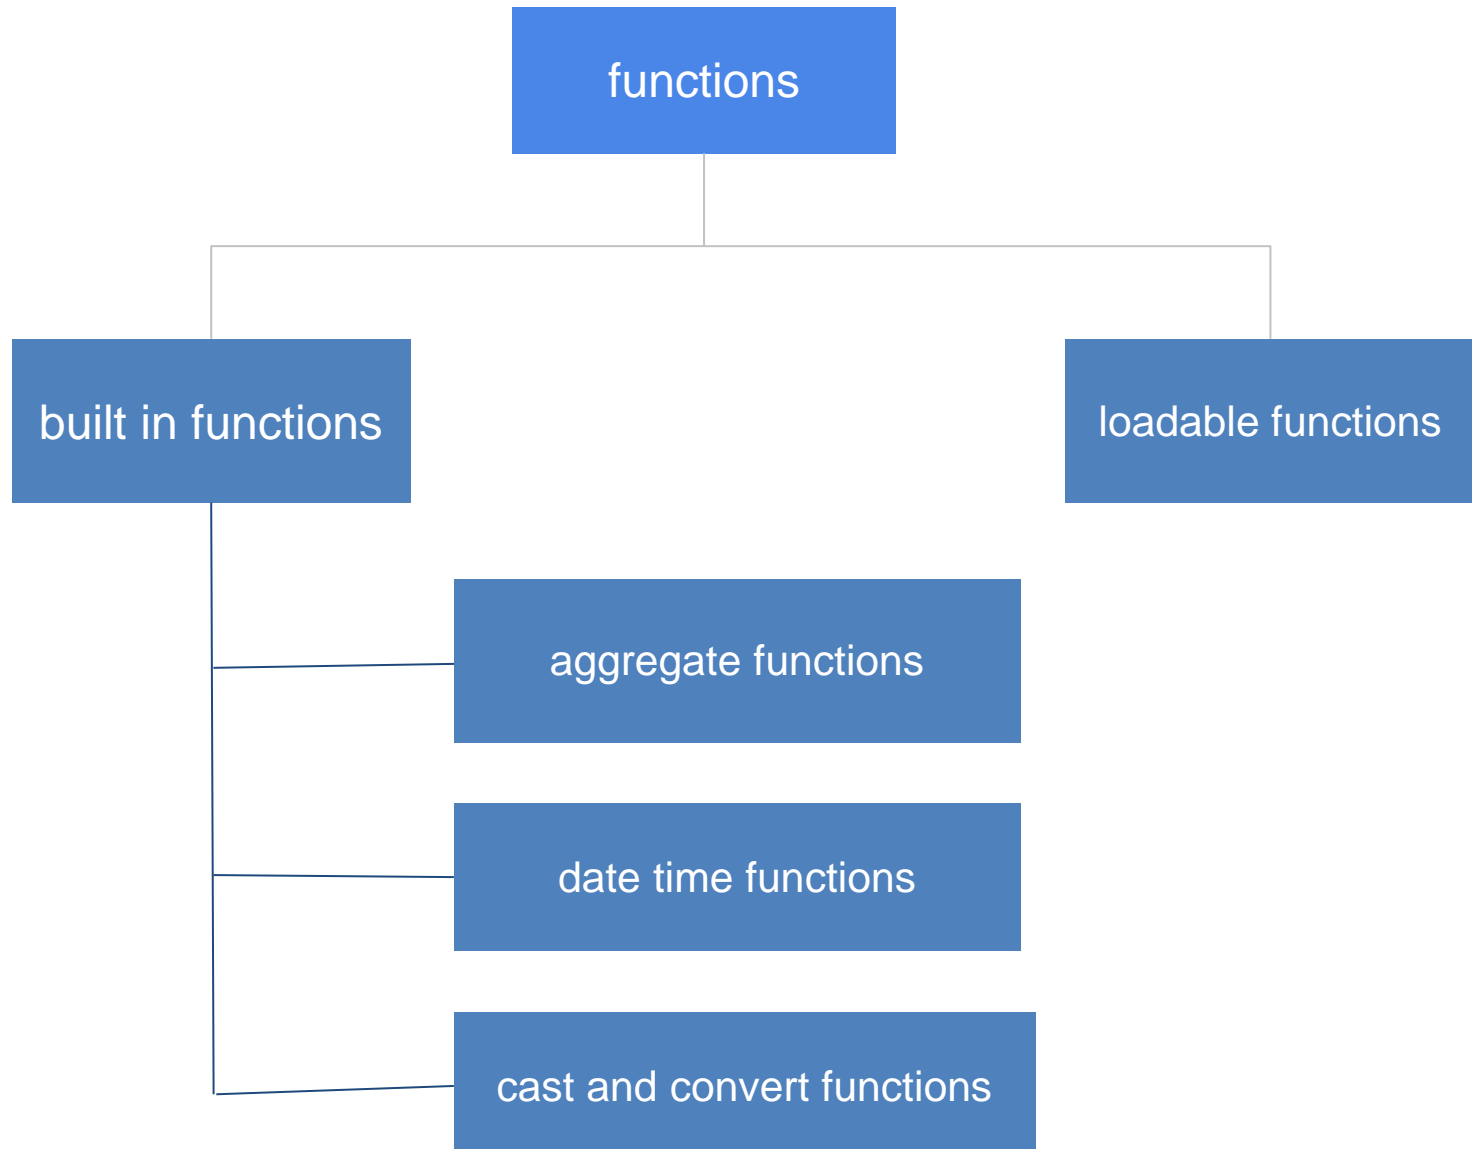 functions
built in functions
loadable functions
aggregate functions
date time functions
cast and convert functions